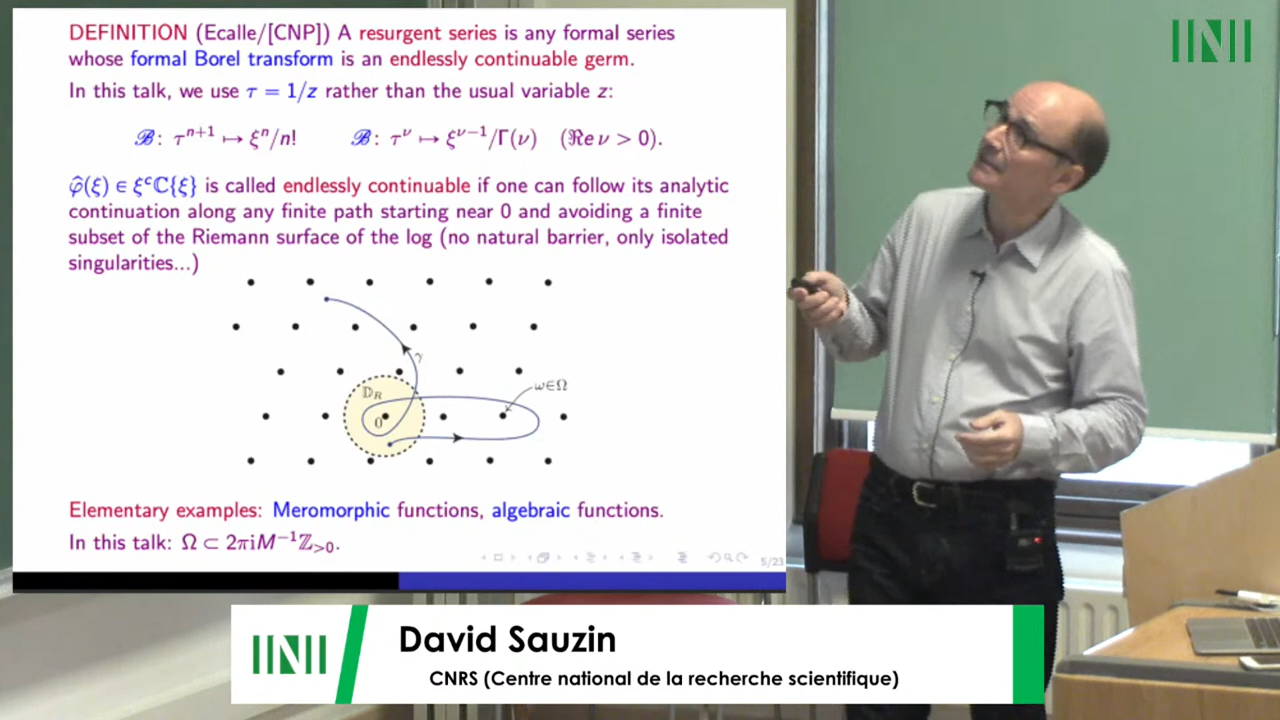 DEFINITION (Ecalle/[CNP]) A resurgent series is any formal series
whose formal Borel transform is an endlessly continuable germ.
In this talk, we use τ = 1/z rather than the usual variable z:
ℬ: τⁿ⁺¹ ↦ ξⁿ/n!   ℬ: τ^ν ↦ ξ^{ν−1}/Γ(ν)   (ℜe ν > 0).
φ̂(ξ) ∈ ξᶜℂ{ξ} is called endlessly continuable if one can follow its analytic
continuation along any finite path starting near 0 and avoiding a finite
subset of the Riemann surface of the log (no natural barrier, only isolated
singularities...)
γ
𝔻_R
ω∈Ω
0
Elementary examples: Meromorphic functions, algebraic functions.
In this talk: Ω ⊂ 2πiM⁻¹ℤ_{>0}.
5/23
David Sauzin
CNRS (Centre national de la recherche scientifique)